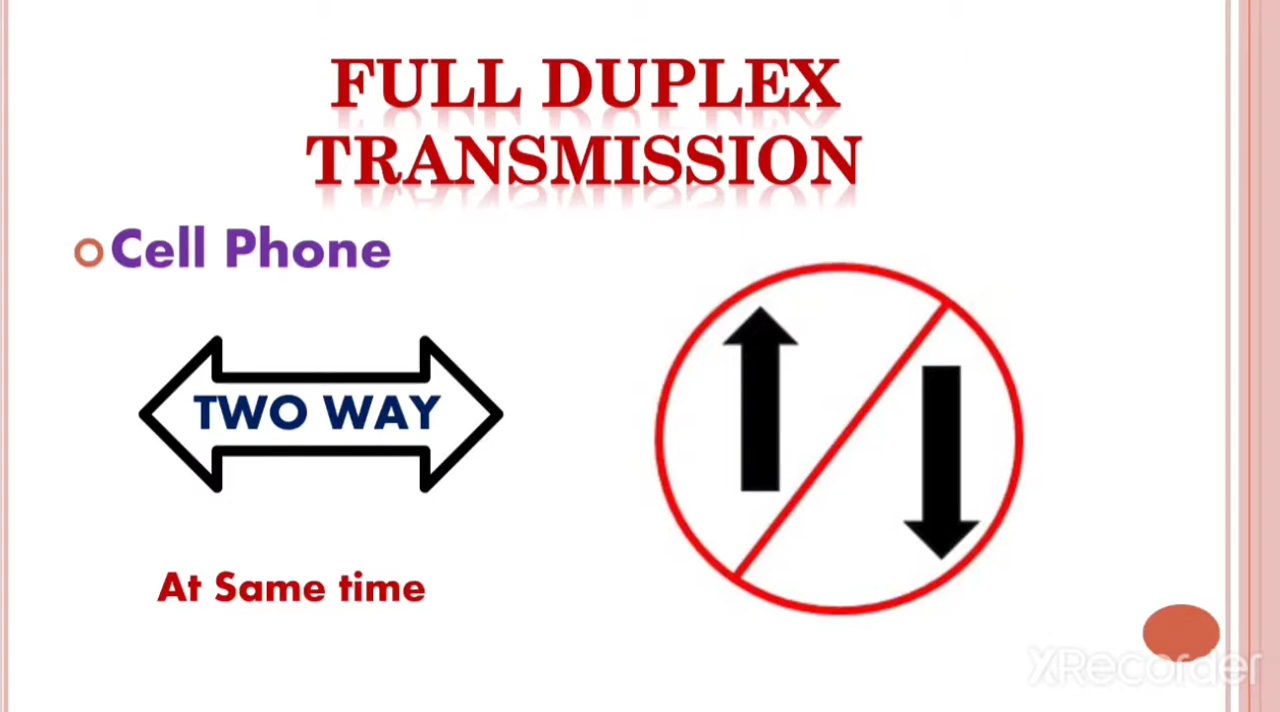 FULL DUPLEX
TRANSMISSION
Cell Phone
TWO WAY
At Same time
XRecorder